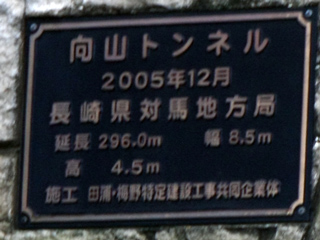 向山トンネル
2005年12月
長崎県対馬地方局
延長 296.0m 幅 8.5m
高 4.5m
施工 田浦・梅野特定建設工事共同企業体